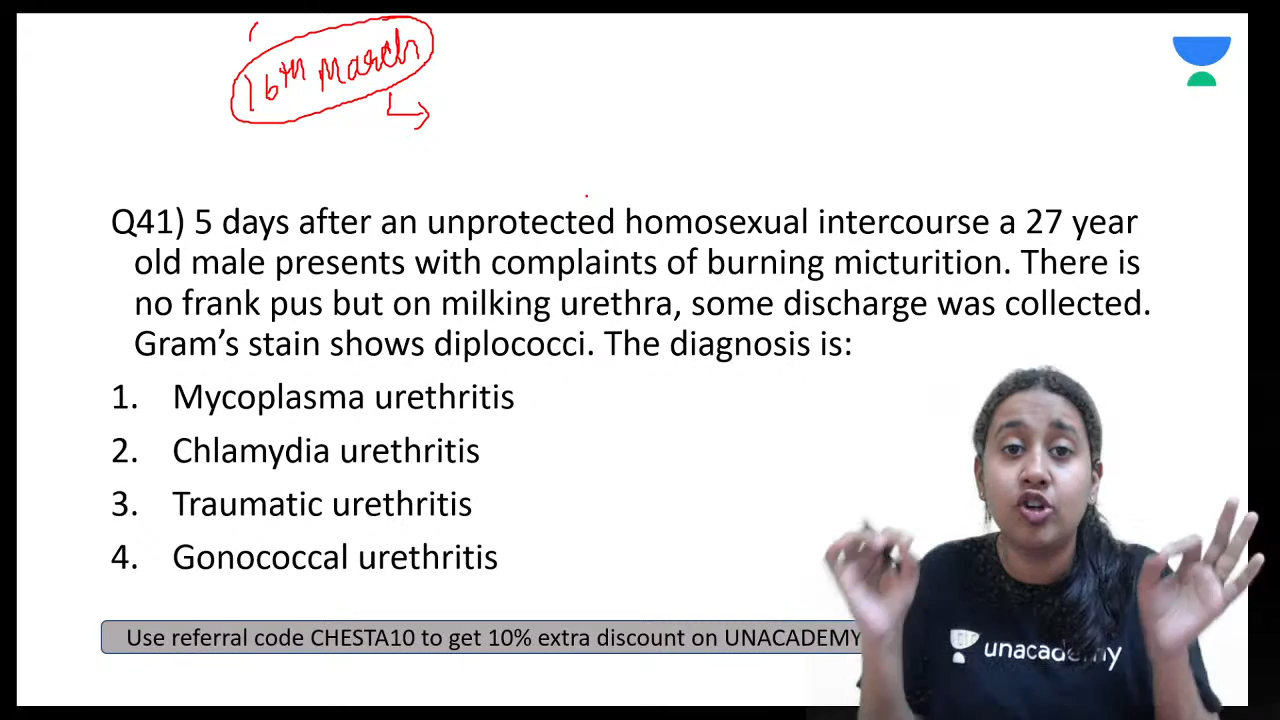 16th March
Q41) 5 days after an unprotected homosexual intercourse a 27 year
old male presents with complaints of burning micturition. There is
no frank pus but on milking urethra, some discharge was collected.
Gram's stain shows diplococci. The diagnosis is:
1. Mycoplasma urethritis
2. Chlamydia urethritis
3. Traumatic urethritis
4. Gonococcal urethritis
Use referral code CHESTA10 to get 10% extra discount on UNACADEMY
unacademy